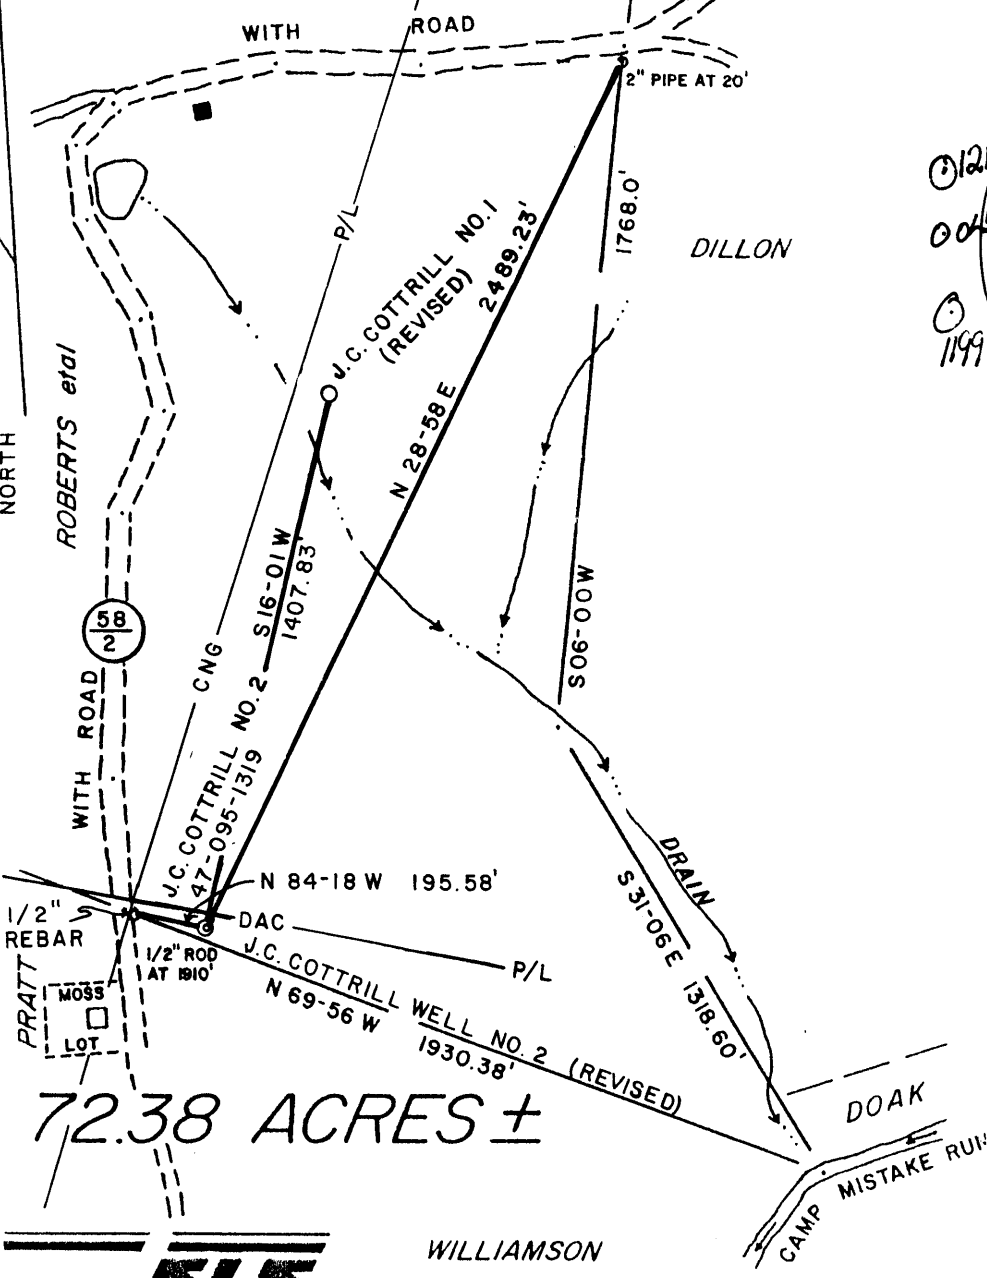 WITH ROAD
2" PIPE AT 20'
P/L
J.C. COTTRILL NO. 1
(REVISED)
2489.23'
1768.0'
DILLON
1199
NORTH
ROBERTS etal
N 28-58 E
S 16-01 W
1407.83'
S 06-00 W
58
2
CNG
WITH ROAD
J.C. COTTRILL NO. 2
47-095-1319
N 84-18 W 195.58'
1/2"
REBAR
DAC
P/L
1/2" ROD
AT 1910'
DRAIN
S 31-06 E 1318.60'
PRATT
MOSS
LOT
J.C. COTTRILL WELL NO. 2 (REVISED)
N 69-56 W 1930.38'
72.38 ACRES ±
DOAK
CAMP MISTAKE RUN
WILLIAMSON